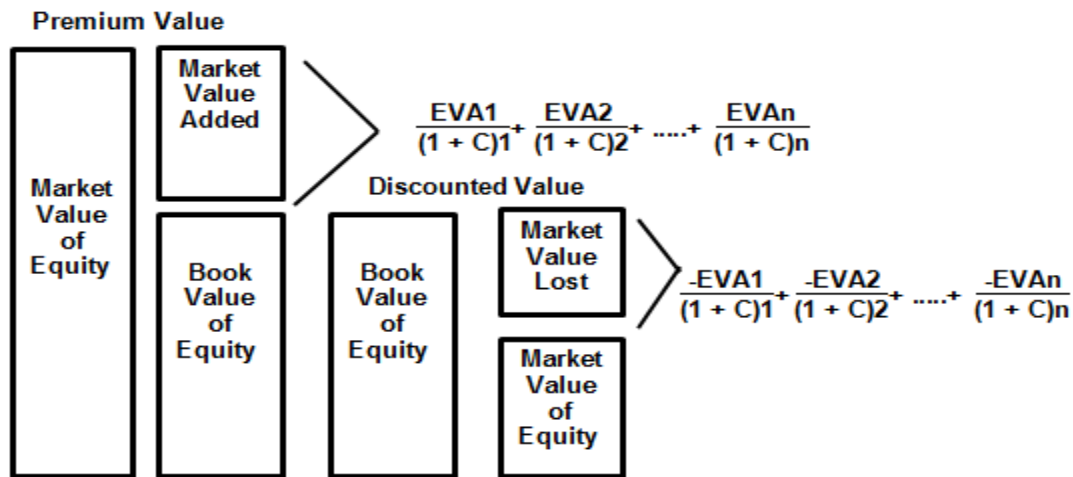 Premium Value
Market
Value
Added
EVA1 + EVA2 + .....+ EVAn
(1 + C)1 (1 + C)2 (1 + C)n
Discounted Value
Market
Value
of
Equity
Book
Value
of
Equity
Book
Value
of
Equity
Market
Value
Lost
-EVA1 + -EVA2 + .....+ -EVAn
(1 + C)1 (1 + C)2 (1 + C)n
Market
Value
of
Equity